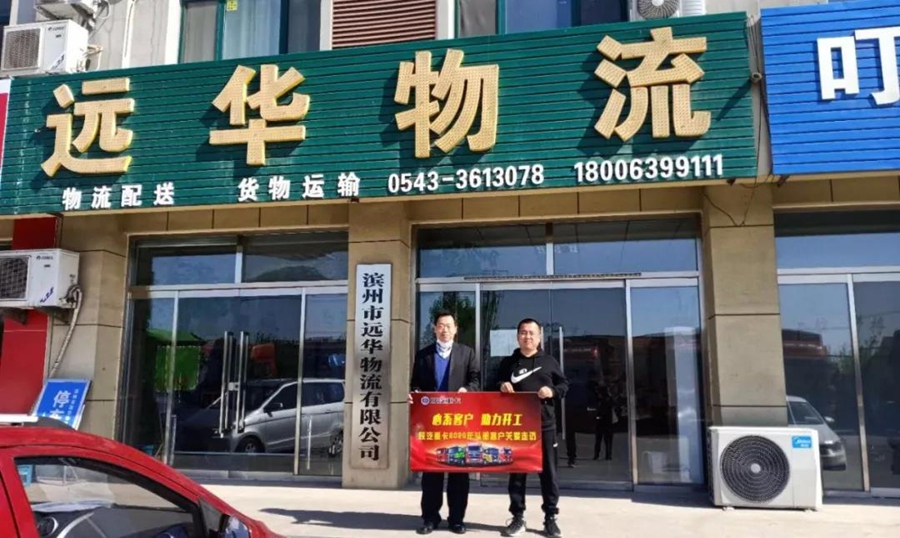 远华物流
物流配送 货物运输 0543-3613078 18006399111
叮
滨州市远华物流有限公司
心系客户 助力开工
停